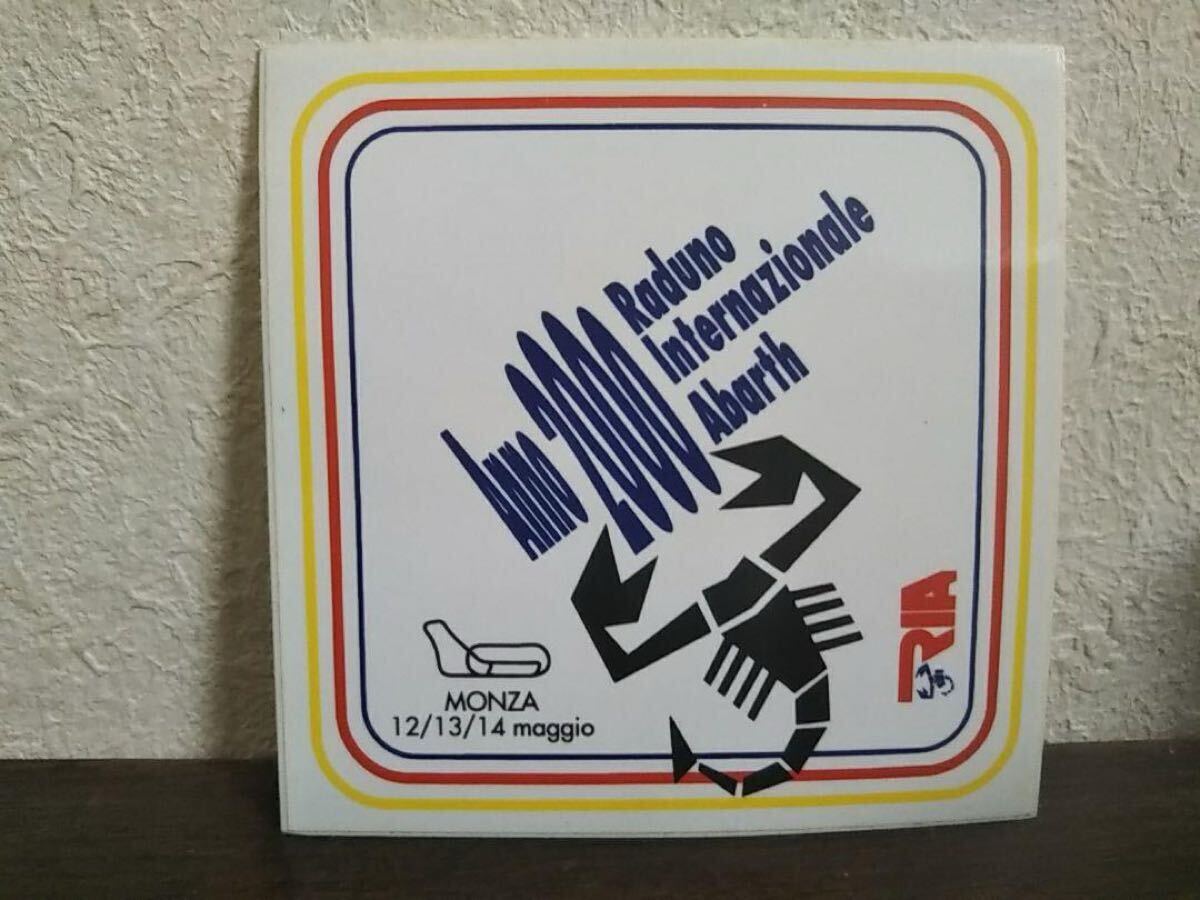 Anno 2000
Raduno
Internazionale
Abarth
MONZA
12/13/14 maggio
RIA